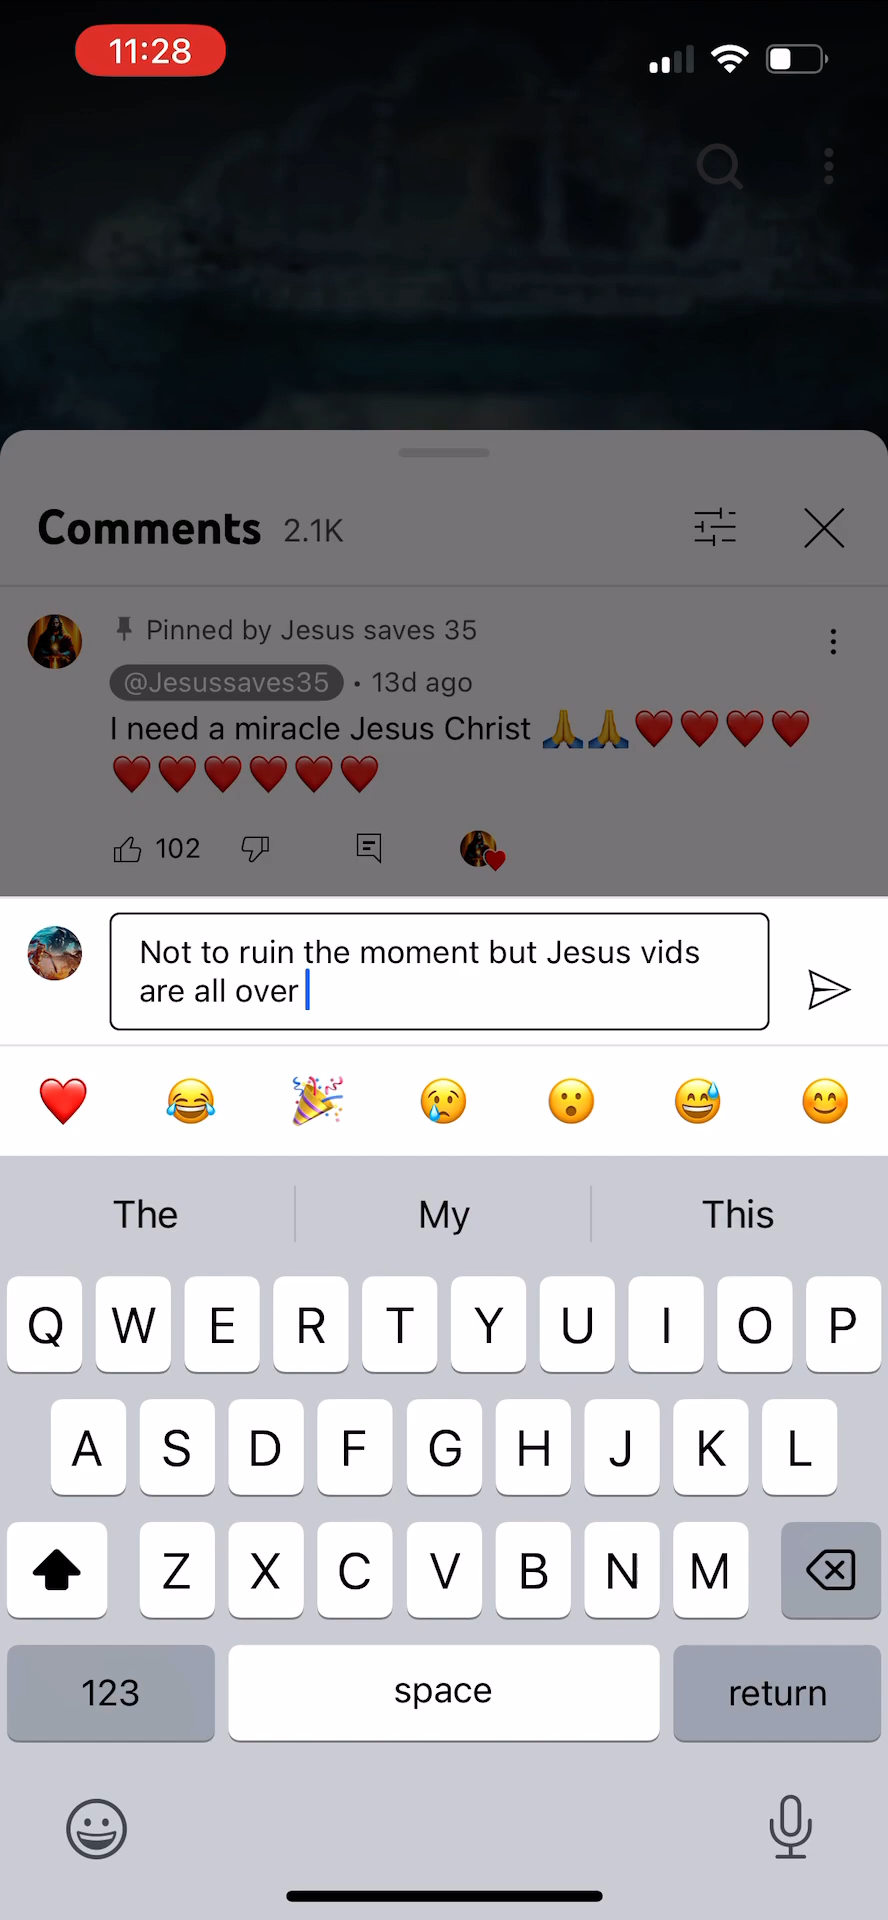 11:28
Comments 2.1K
Pinned by Jesus saves 35
@Jesussaves35 • 13d ago
I need a miracle Jesus Christ 🙏🙏❤️❤️❤️❤️
❤️❤️❤️❤️❤️❤️
102
Not to ruin the moment but Jesus vids
are all over
❤️ 😂 🎉 😢 😮 😅 😊
The My This
Q W E R T Y U I O P
A S D F G H J K L
Z X C V B N M
123 space return